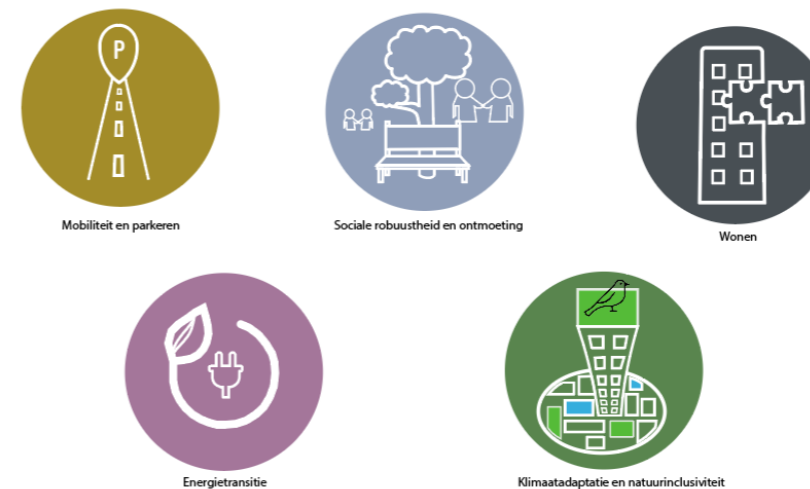 P
Mobiliteit en parkeren
Sociale robuustheid en ontmoeting
Wonen
Energietransitie
Klimaatadaptatie en natuurinclusiviteit